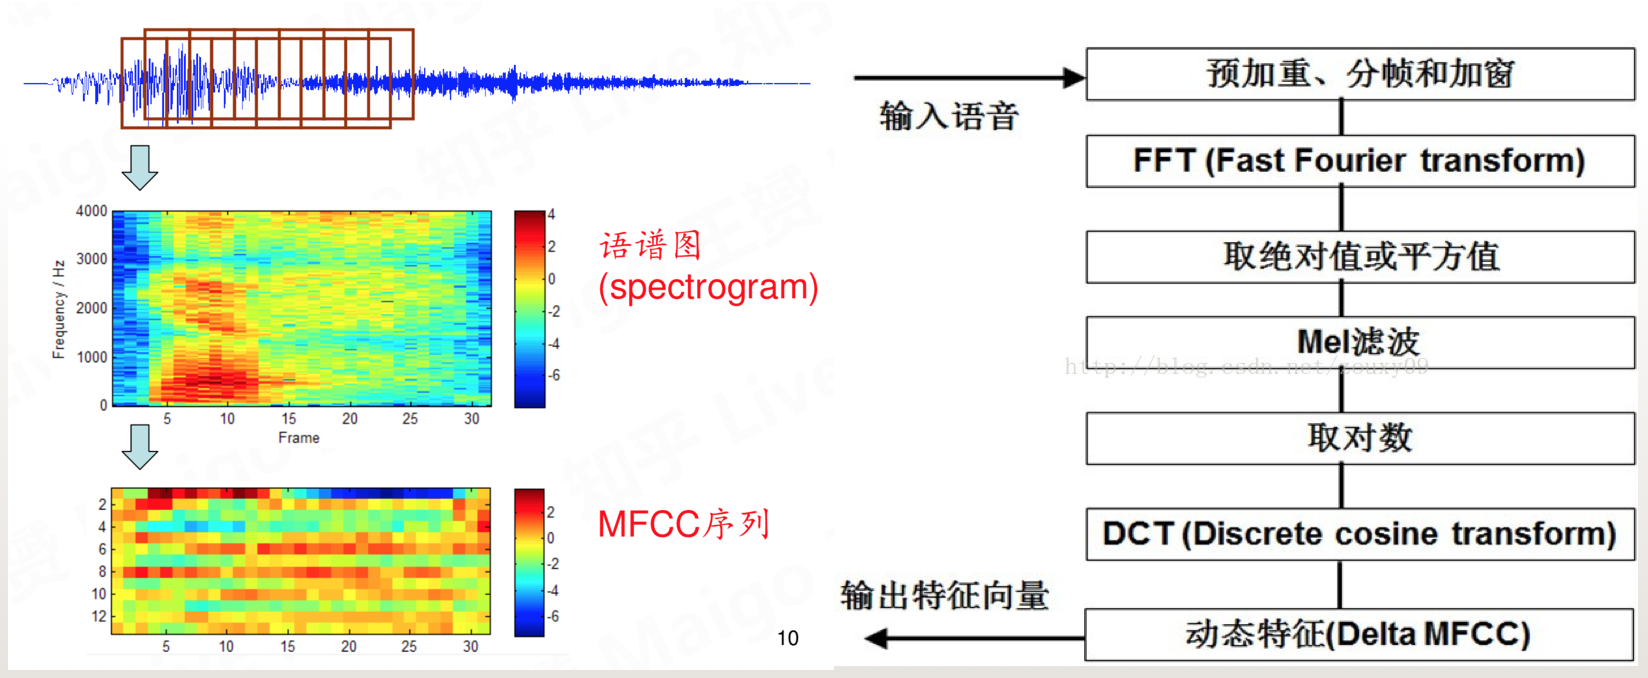 4000
3000
2000
1000
0
Frequency / Hz
5
10
15
20
25
30
Frame
4
2
0
-2
-4
-6
语谱图
(spectrogram)
2
4
6
8
10
12
5
10
15
20
25
30
2
0
-2
-4
-6
MFCC序列
10
输入语音
预加重、分帧和加窗
FFT (Fast Fourier transform)
取绝对值或平方值
Mel滤波
http://blog.csdn.net/zouxy09
取对数
DCT (Discrete cosine transform)
输出特征向量
动态特征(Delta MFCC)